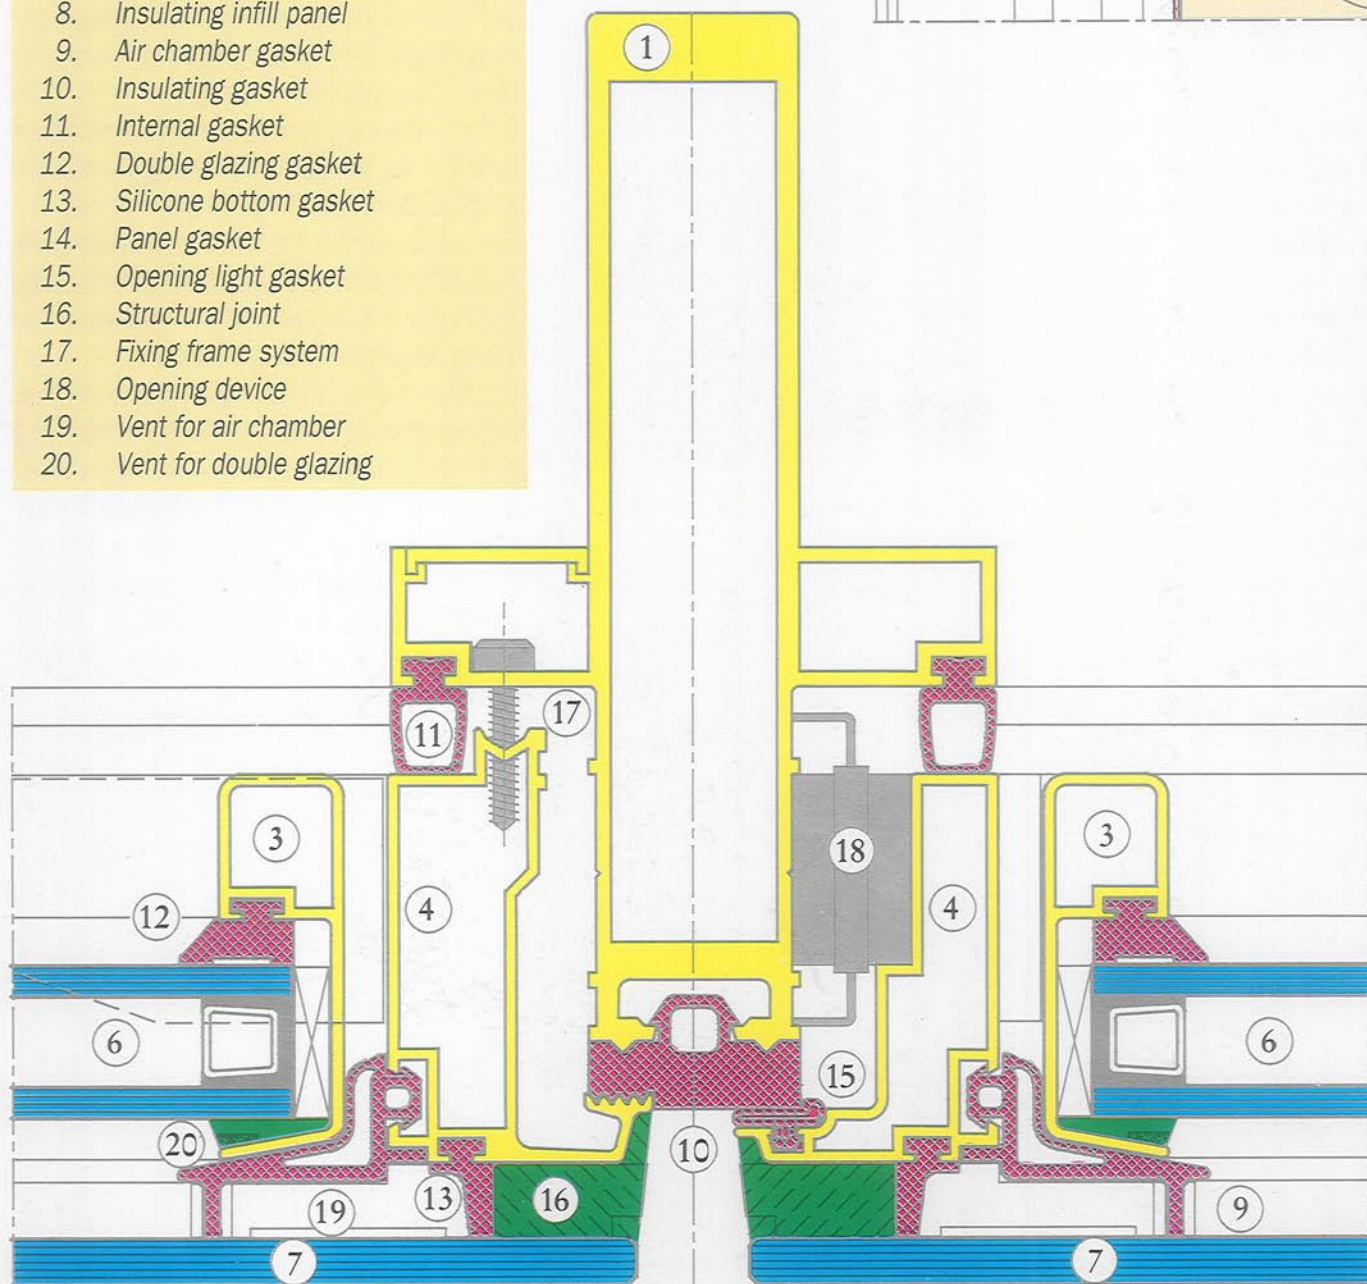 8. Insulating infill panel
9. Air chamber gasket
10. Insulating gasket
11. Internal gasket
12. Double glazing gasket
13. Silicone bottom gasket
14. Panel gasket
15. Opening light gasket
16. Structural joint
17. Fixing frame system
18. Opening device
19. Vent for air chamber
20. Vent for double glazing
1
17
11
3
18
3
12
4
4
6
6
15
20
10
13
16
19
9
7
7